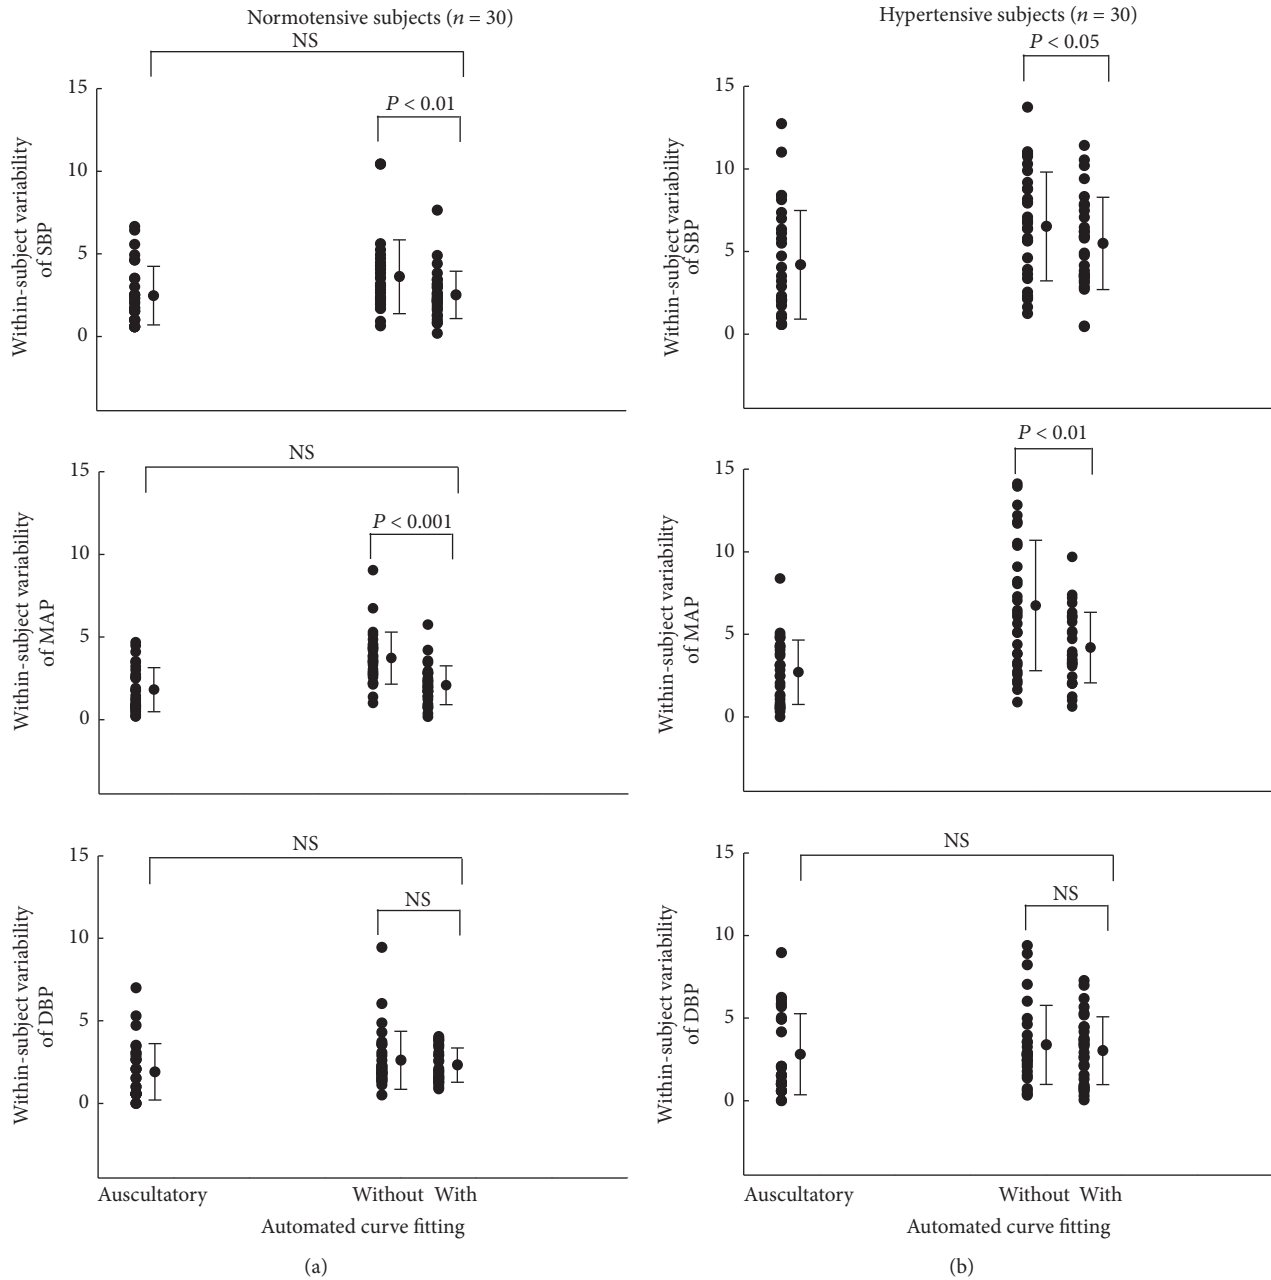 Normotensive subjects (n = 30)
NS
P < 0.01
15
10
5
0
Within-subject variability
of SBP
NS
P < 0.001
15
10
5
0
Within-subject variability
of MAP
NS
NS
15
10
5
0
Within-subject variability
of DBP
Auscultatory
Without With
Automated curve fitting
(a)
Hypertensive subjects (n = 30)
P < 0.05
15
10
5
0
Within-subject variability
of SBP
P < 0.01
15
10
5
0
Within-subject variability
of MAP
NS
NS
15
10
5
0
Within-subject variability
of DBP
Auscultatory
Without With
Automated curve fitting
(b)